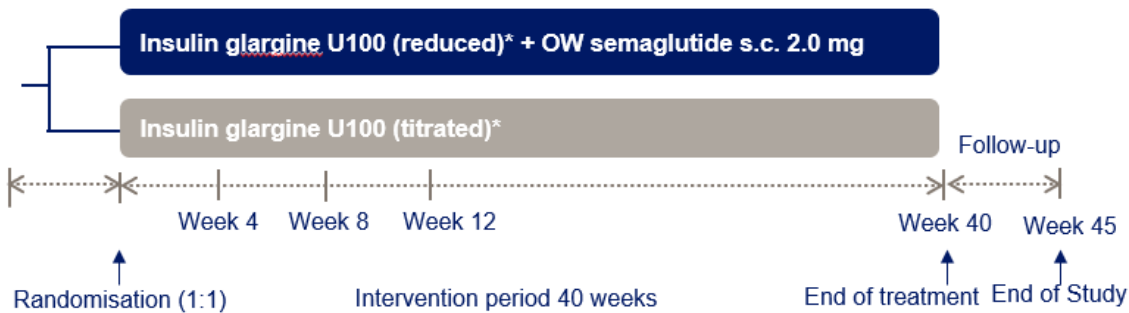 Insulin glargine U100 (reduced)* + OW semaglutide s.c. 2.0 mg
Insulin glargine U100 (titrated)*
Follow-up
Week 4
Week 8
Week 12
Week 40
Week 45
Randomisation (1:1)
Intervention period 40 weeks
End of treatment
End of Study